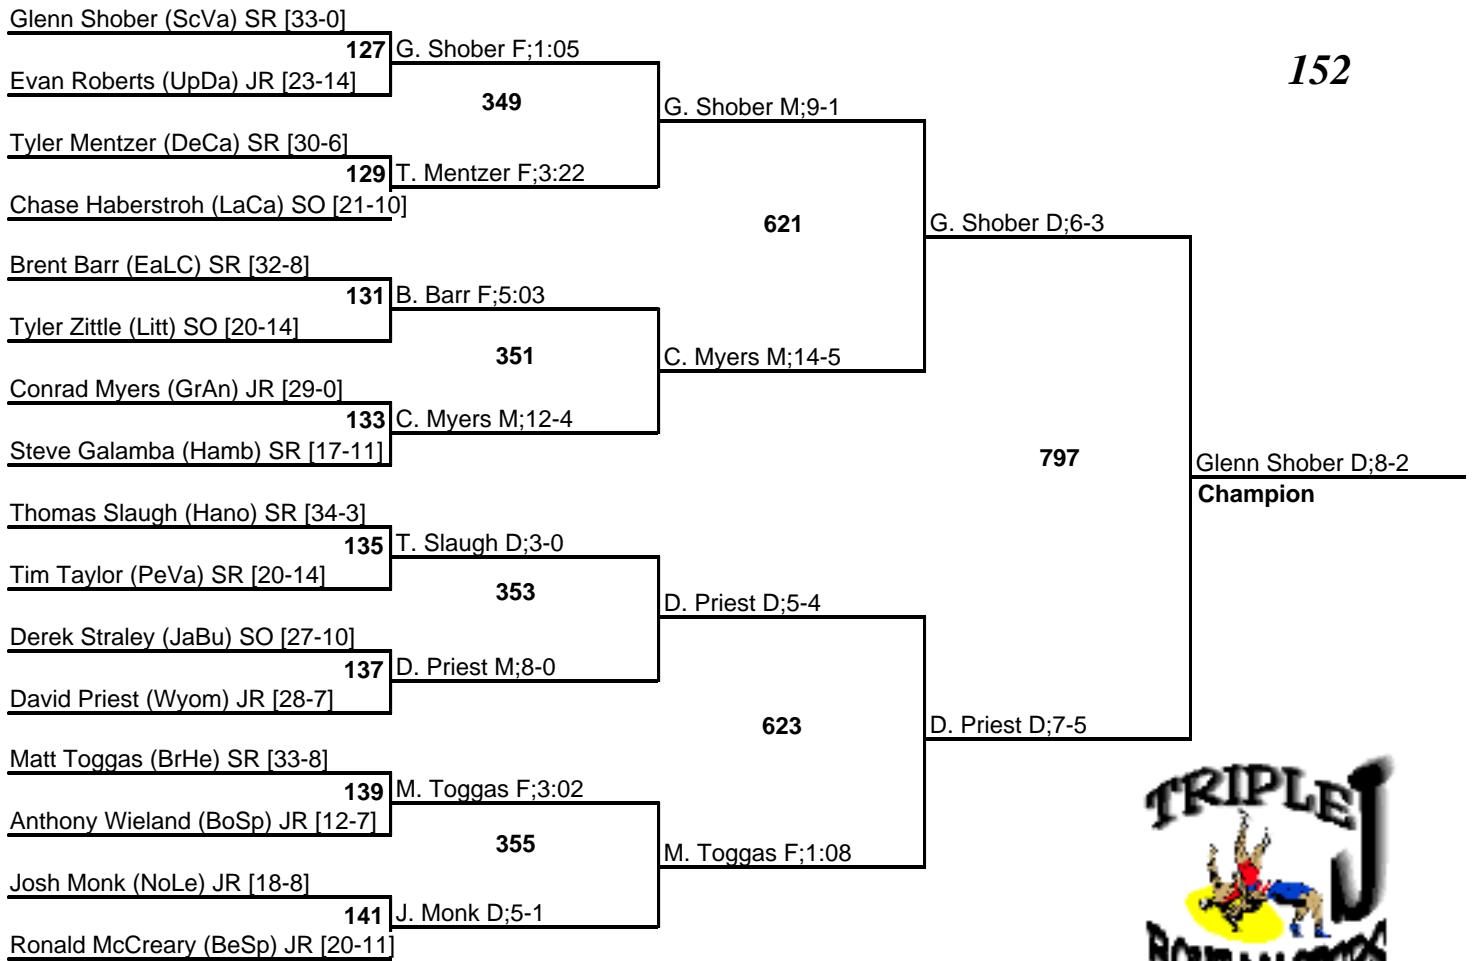 Glenn Shober (ScVa) SR [33-0]
127 G. Shober F;1:05
152
Evan Roberts (UpDa) JR [23-14]
349
G. Shober M;9-1
Tyler Mentzer (DeCa) SR [30-6]
129 T. Mentzer F;3:22
Chase Haberstroh (LaCa) SO [21-10]
621
G. Shober D;6-3
Brent Barr (EaLC) SR [32-8]
131 B. Barr F;5:03
Tyler Zittle (Litt) SO [20-14]
351
C. Myers M;14-5
Conrad Myers (GrAn) JR [29-0]
133 C. Myers M;12-4
Steve Galamba (Hamb) SR [17-11]
797
Glenn Shober D;8-2
Champion
Thomas Slaugh (Hano) SR [34-3]
135 T. Slaugh D;3-0
Tim Taylor (PeVa) SR [20-14]
353
D. Priest D;5-4
Derek Straley (JaBu) SO [27-10]
137 D. Priest M;8-0
David Priest (Wyom) JR [28-7]
623
D. Priest D;7-5
Matt Toggas (BrHe) SR [33-8]
139 M. Toggas F;3:02
Anthony Wieland (BoSp) JR [12-7]
355
M. Toggas F;1:08
Josh Monk (NoLe) JR [18-8]
141 J. Monk D;5-1
Ronald McCreary (BeSp) JR [20-11]
TRIPLE J